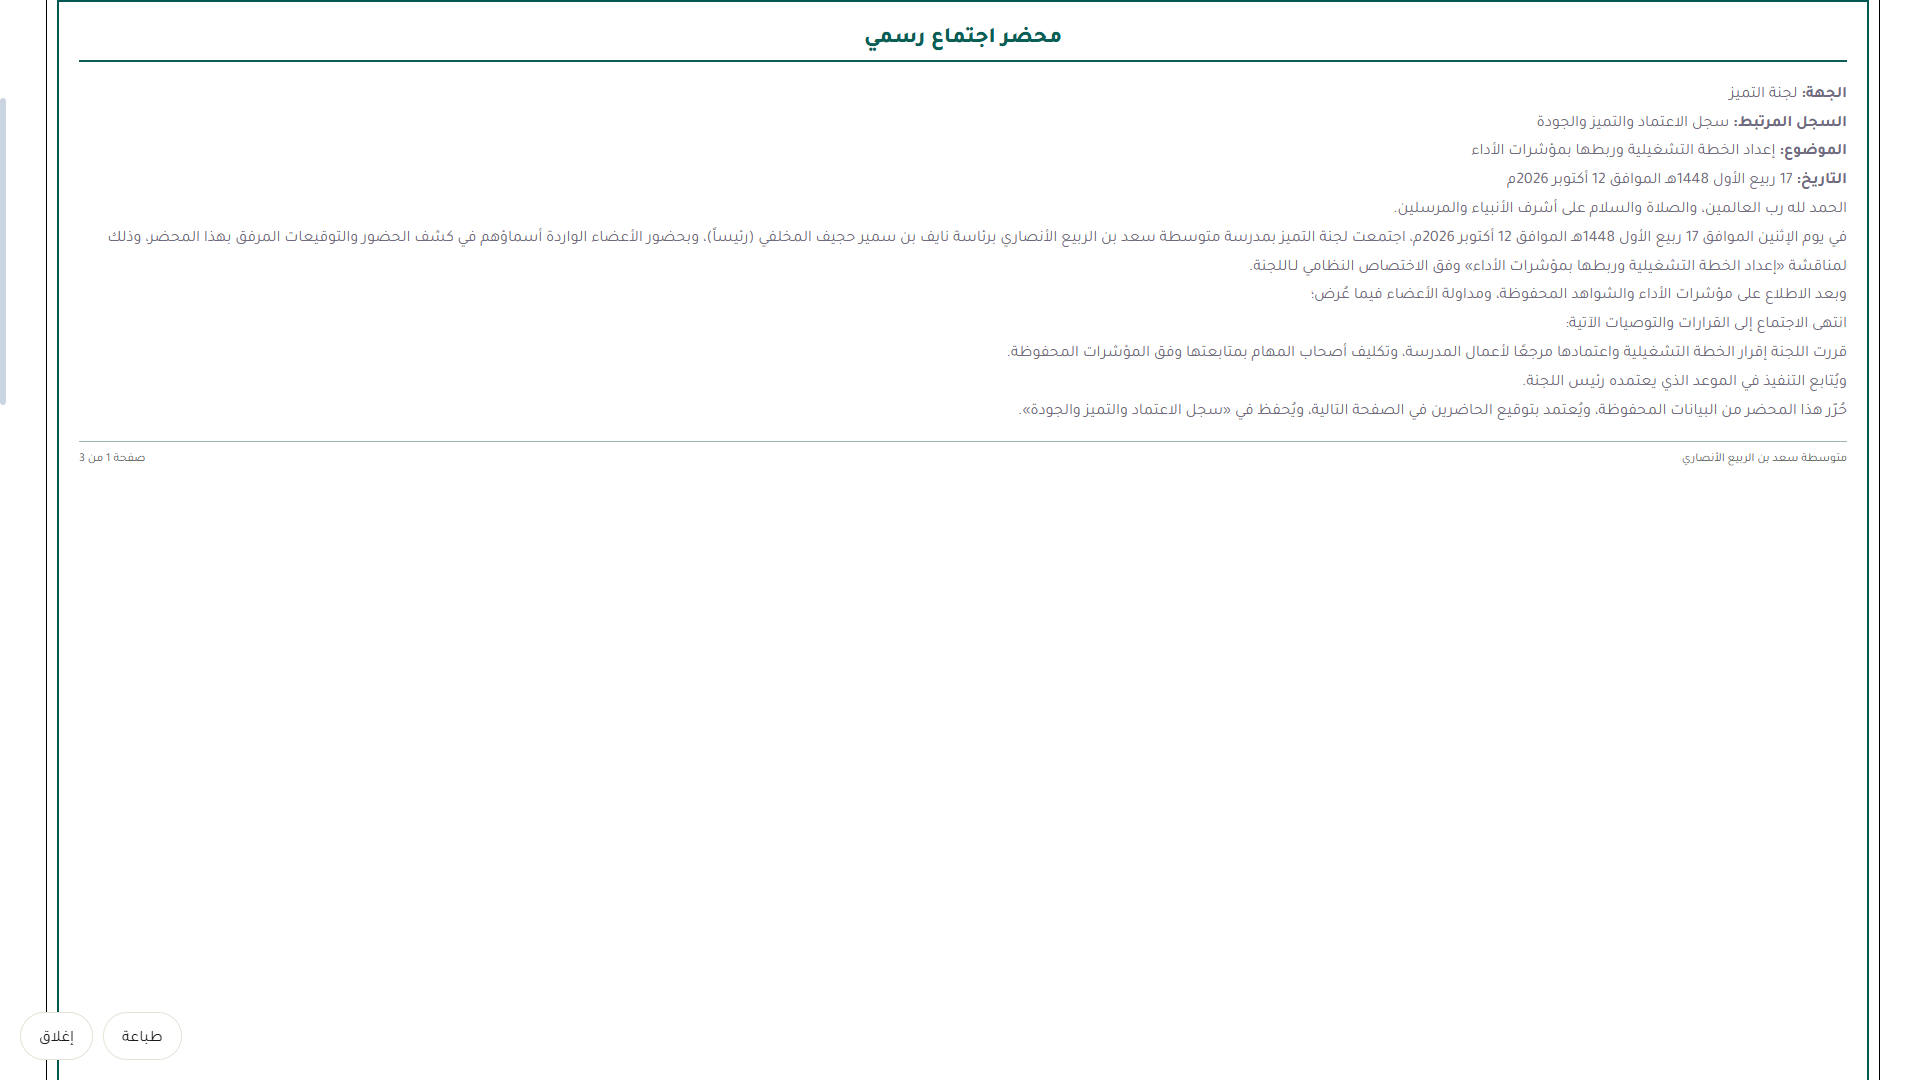 محضر اجتماع رسمي
الجهة: لجنة التميز
السجل المرتبط: سجل الاعتماد والتميز والجودة
الموضوع: إعداد الخطة التشغيلية وربطها بمؤشرات الأداء
التاريخ: 17 ربيع الأول 1448هـ الموافق 12 أكتوبر 2026م
الحمد لله رب العالمين، والصلاة والسلام على أشرف الأنبياء والمرسلين.
في يوم الإثنين الموافق 17 ربيع الأول 1448هـ الموافق 12 أكتوبر 2026م، اجتمعت لجنة التميز بمدرسة متوسطة سعد بن الربيع الأنصاري برئاسة نايف بن سمير حجيف المخلفي (رئيساً)، وبحضور الأعضاء الواردة أسماؤهم في كشف الحضور والتوقيعات المرفق بهذا المحضر، وذلك
لمناقشة «إعداد الخطة التشغيلية وربطها بمؤشرات الأداء» وفق الاختصاص النظامي لـاللجنة.
وبعد الاطلاع على مؤشرات الأداء والشواهد المحفوظة، ومداولة الأعضاء فيما عُرض؛
انتهى الاجتماع إلى القرارات والتوصيات الآتية:
قررت اللجنة إقرار الخطة التشغيلية واعتمادها مرجعًا لأعمال المدرسة، وتكليف أصحاب المهام بمتابعتها وفق المؤشرات المحفوظة.
ويُتابع التنفيذ في الموعد الذي يعتمده رئيس اللجنة.
حُرّر هذا المحضر من البيانات المحفوظة، ويُعتمد بتوقيع الحاضرين في الصفحة التالية، ويُحفظ في «سجل الاعتماد والتميز والجودة».
متوسطة سعد بن الربيع الأنصاري
صفحة 1 من 3
طباعة
إغلاق